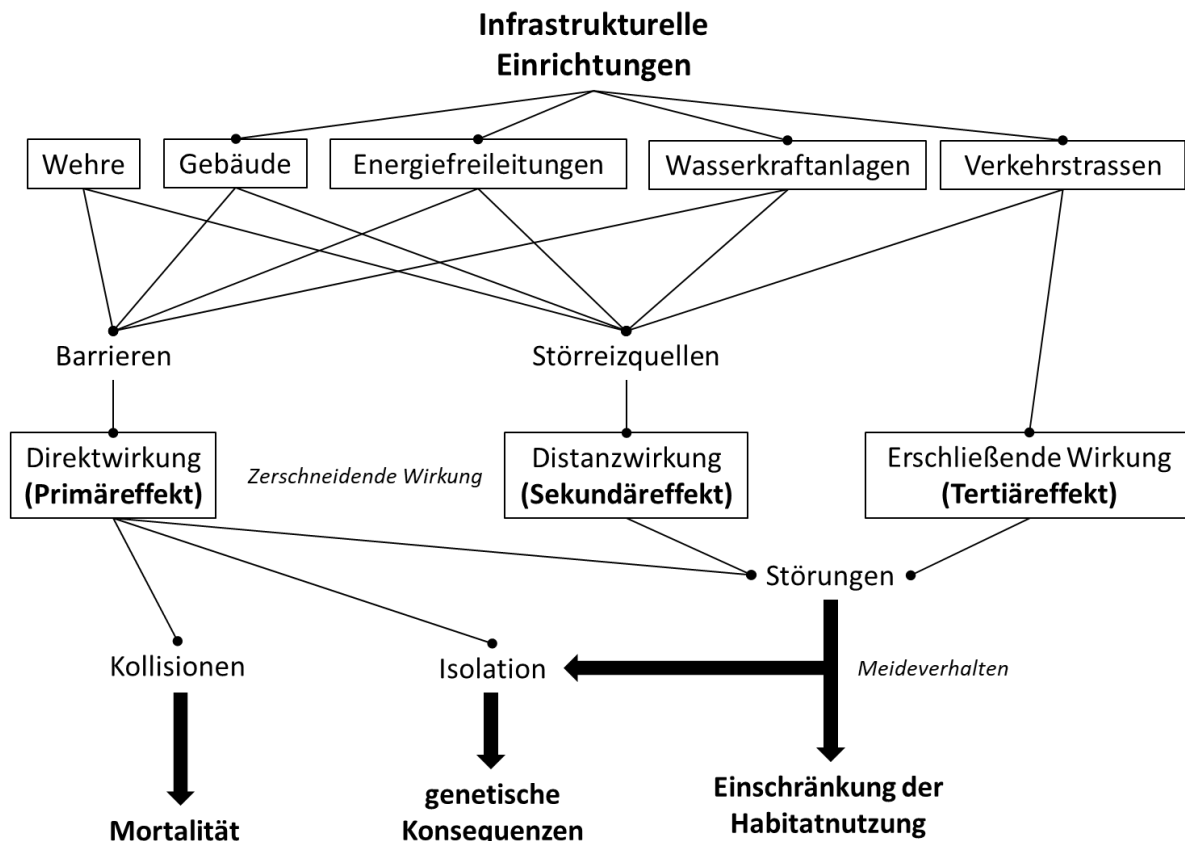 Infrastrukturelle
Einrichtungen
Wehre
Gebäude
Energiefreileitungen
Wasserkraftanlagen
Verkehrstrassen
Barrieren
Störreizquellen
Direktwirkung
(Primäreffekt)
Zerschneidende Wirkung
Distanzwirkung
(Sekundäreffekt)
Erschließende Wirkung
(Tertiäreffekt)
Störungen
Kollisionen
Isolation
Meideverhalten
Mortalität
genetische
Konsequenzen
Einschränkung der
Habitatnutzung